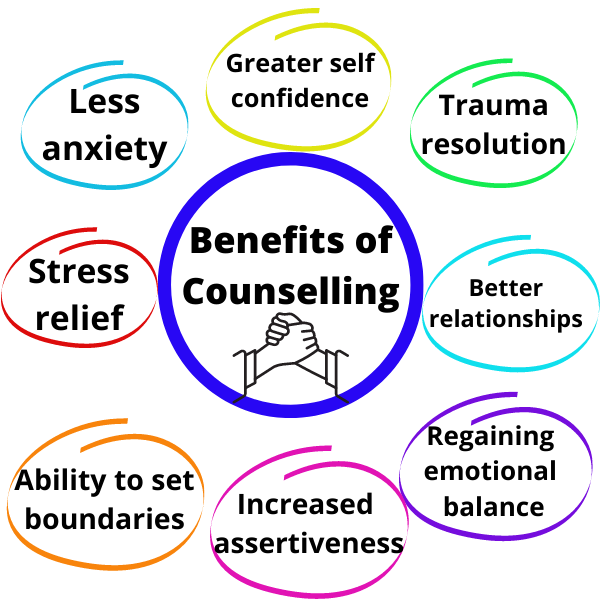 Benefits of
Counselling
Greater self
confidence
Trauma
resolution
Better
relationships
Regaining
emotional
balance
Increased
assertiveness
Ability to set
boundaries
Stress
relief
Less
anxiety